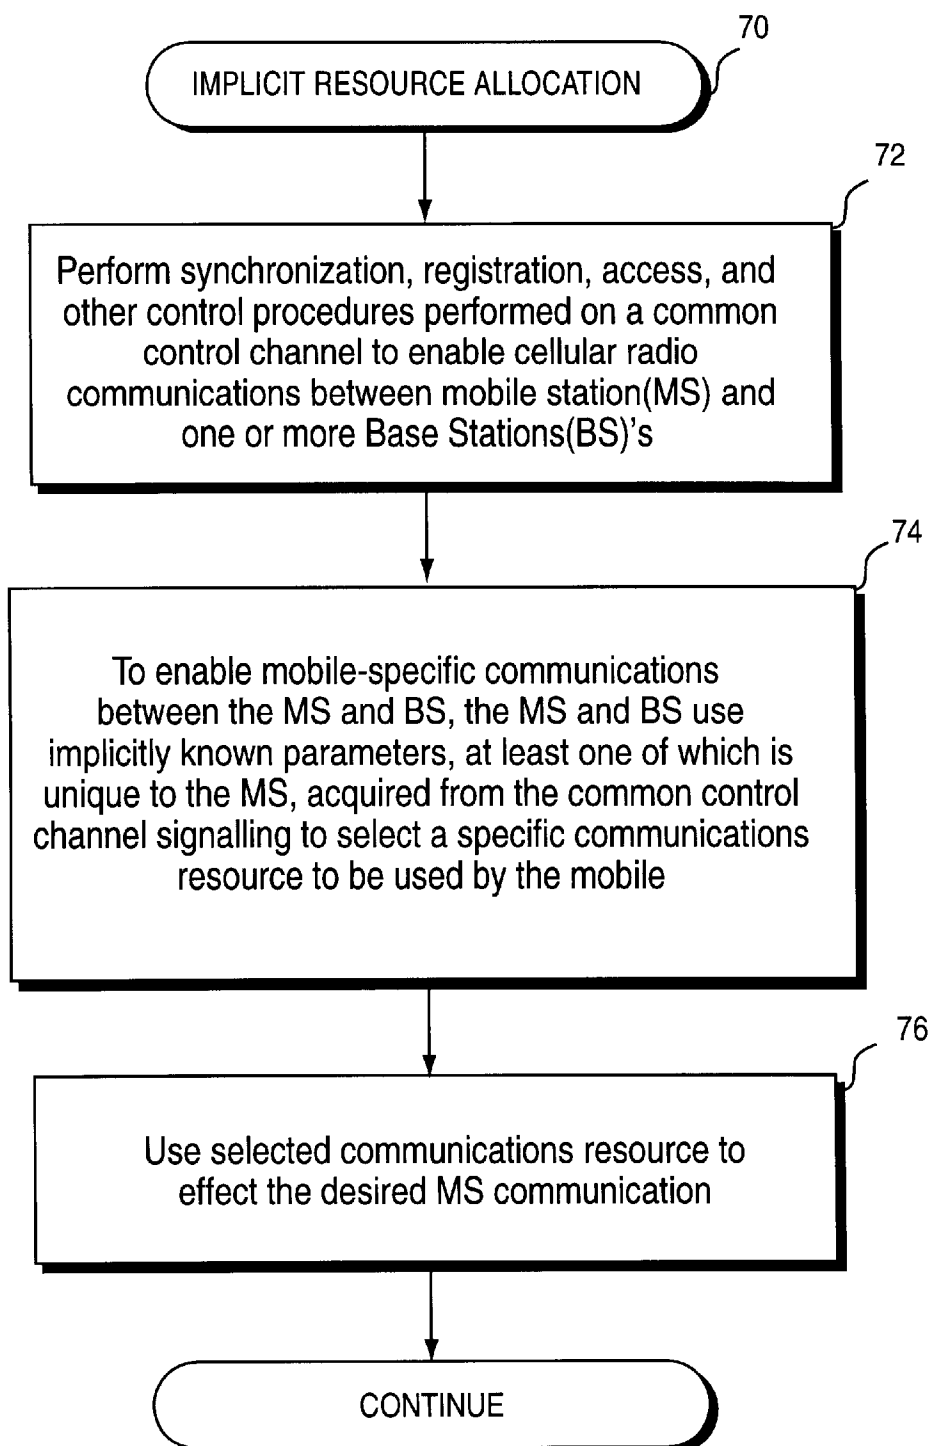 70
IMPLICIT RESOURCE ALLOCATION
72
Perform synchronization, registration, access, and
other control procedures performed on a common
control channel to enable cellular radio
communications between mobile station(MS) and
one or more Base Stations(BS)'s
74
To enable mobile-specific communications
between the MS and BS, the MS and BS use
implicitly known parameters, at least one of which is
unique to the MS, acquired from the common control
channel signalling to select a specific communications
resource to be used by the mobile
76
Use selected communications resource to
effect the desired MS communication
CONTINUE